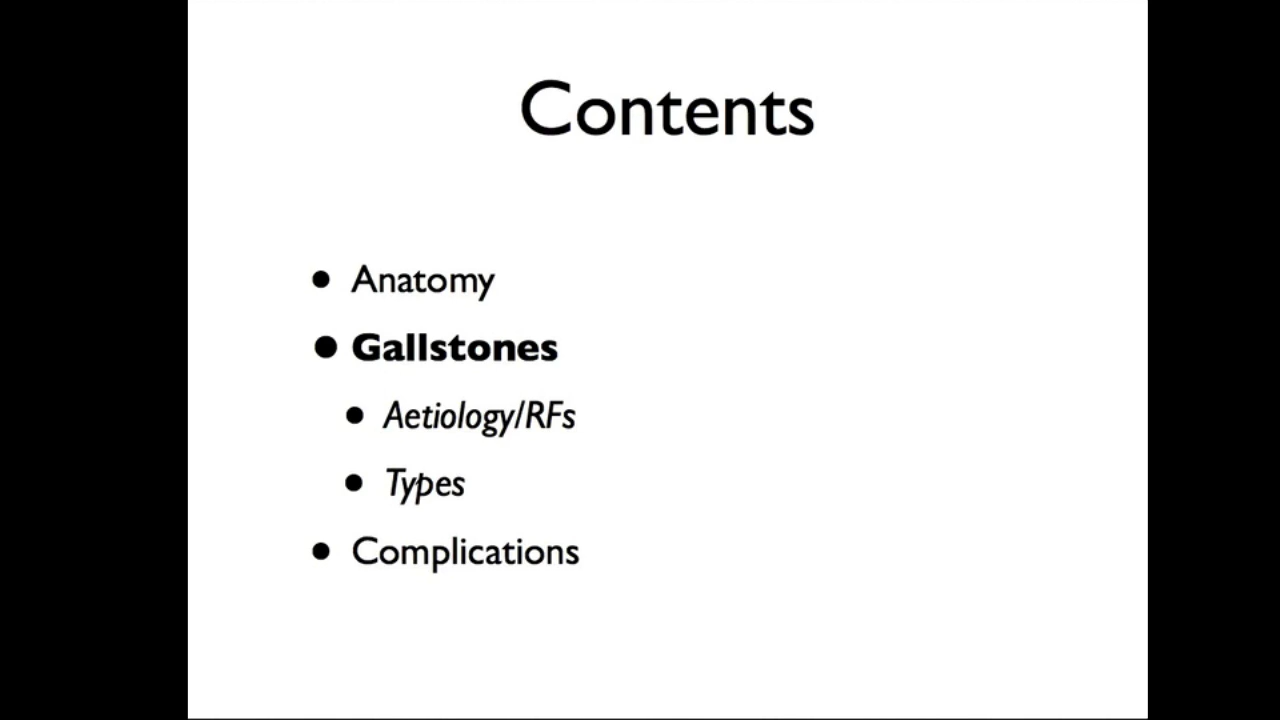 Contents
• Anatomy
• Gallstones
• Aetiology/RFs
• Types
• Complications